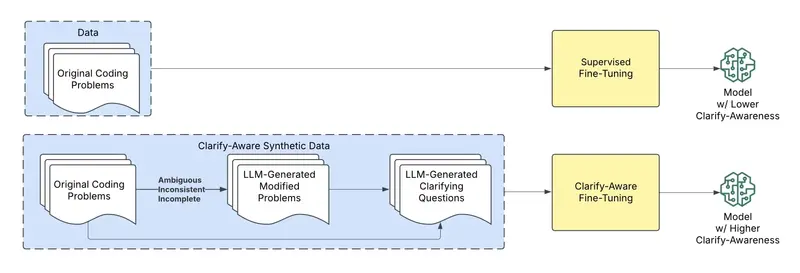 Data
Original Coding
Problems
Supervised
Fine-Tuning
Model
w/ Lower
Clarify-Awareness
Clarify-Aware Synthetic Data
Original Coding
Problems
Ambiguous
Inconsistent
Incomplete
LLM-Generated
Modified
Problems
LLM-Generated
Clarifying
Questions
Clarify-Aware
Fine-Tuning
Model
w/ Higher
Clarify-Awareness